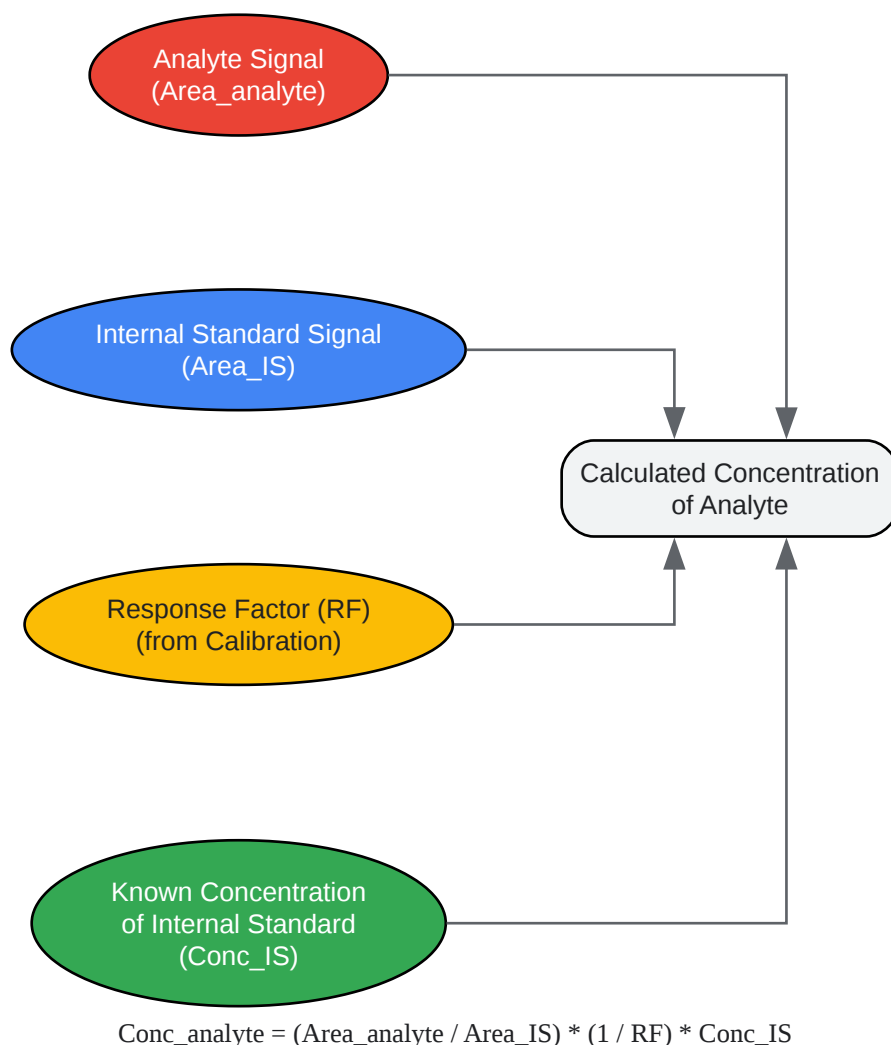 Analyte Signal
(Area_analyte)
Internal Standard Signal
(Area_IS)
Calculated Concentration
of Analyte
Response Factor (RF)
(from Calibration)
Known Concentration
of Internal Standard
(Conc_IS)
Conc_analyte = (Area_analyte / Area_IS) * (1 / RF) * Conc_IS